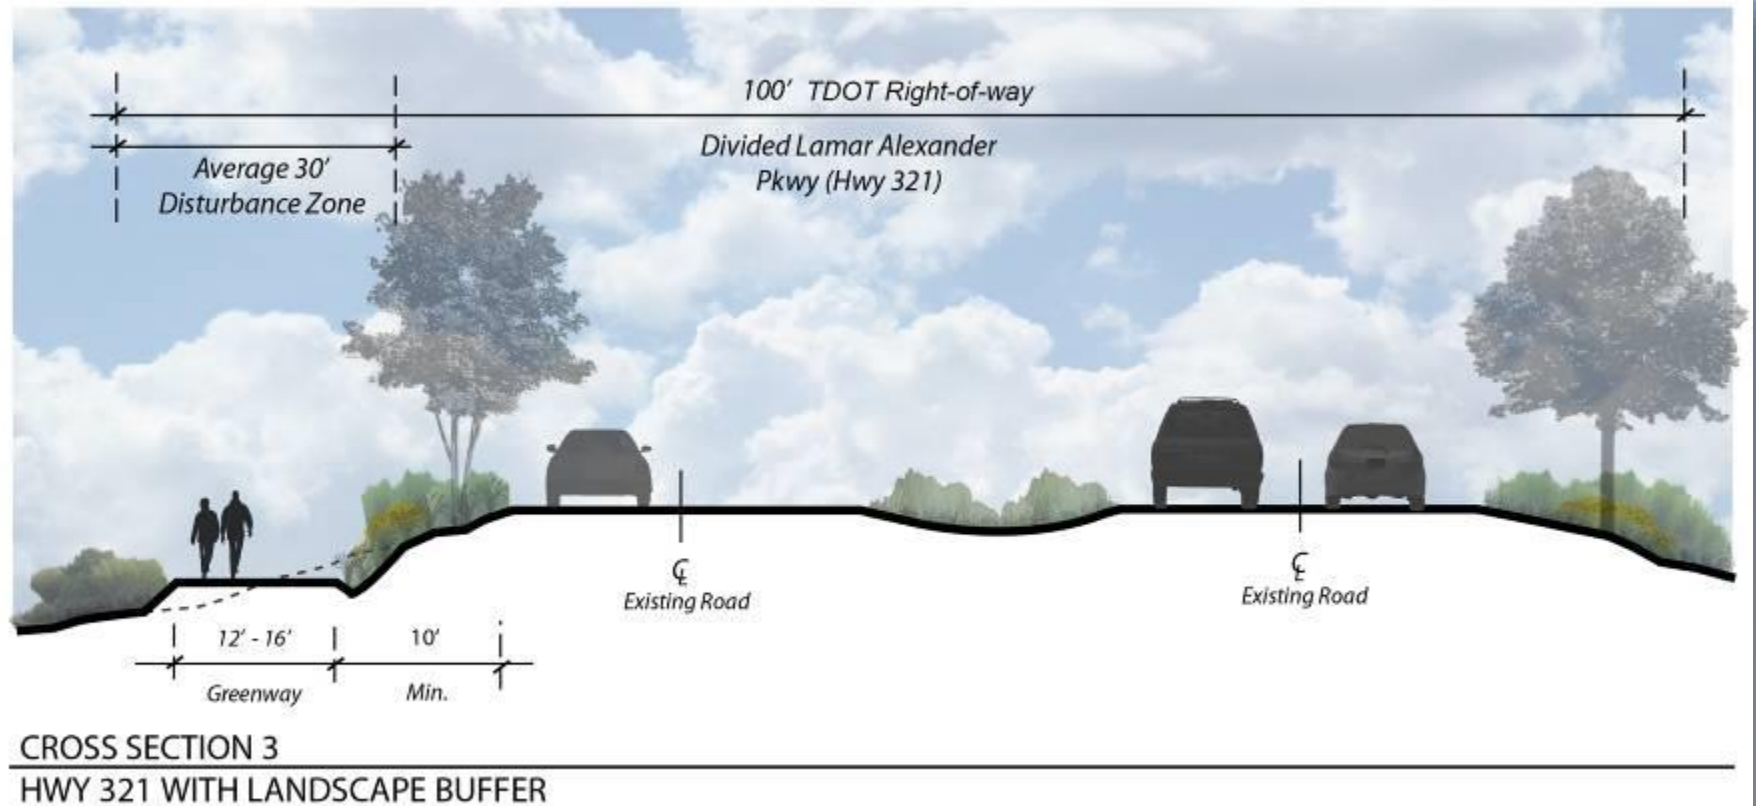 100' TDOT Right-of-way
Divided Lamar Alexander
Pkwy (Hwy 321)
Average 30'
Disturbance Zone
℄
Existing Road
℄
Existing Road
12' - 16'
10'
Greenway
Min.
CROSS SECTION 3
HWY 321 WITH LANDSCAPE BUFFER